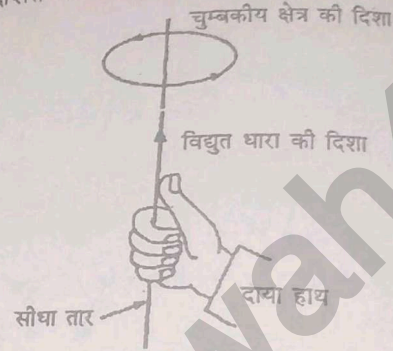 चुम्बकीय क्षेत्र की दिशा
विद्युत धारा की दिशा
दाया हाथ
सीधा तार